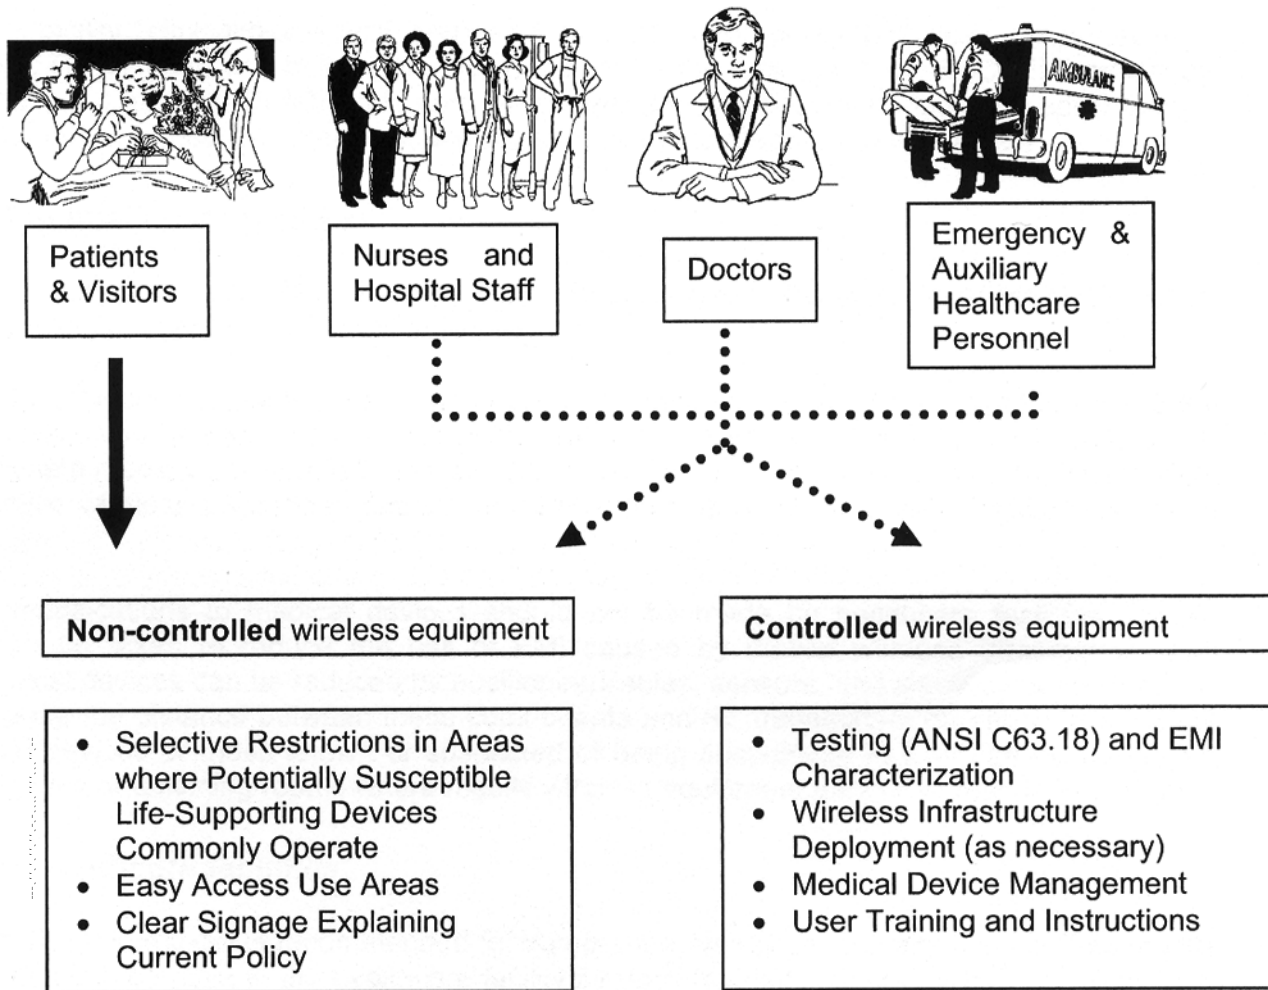 AMBULANCE
Patients
& Visitors
Nurses and
Hospital Staff
Doctors
Emergency &
Auxiliary
Healthcare
Personnel
Non-controlled wireless equipment
Controlled wireless equipment
• Selective Restrictions in Areas
where Potentially Susceptible
Life-Supporting Devices
Commonly Operate
• Easy Access Use Areas
• Clear Signage Explaining
Current Policy
• Testing (ANSI C63.18) and EMI
Characterization
• Wireless Infrastructure
Deployment (as necessary)
• Medical Device Management
• User Training and Instructions